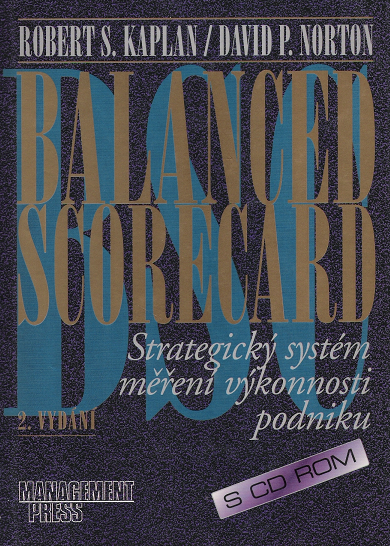 ROBERT S. KAPLAN / DAVID P. NORTON
BSC
BALANCED
SCORECARD
Strategický systém
měření výkonnosti
podniku
2. VYDÁNÍ
S CD ROM
MANAGEMENT
PRESS